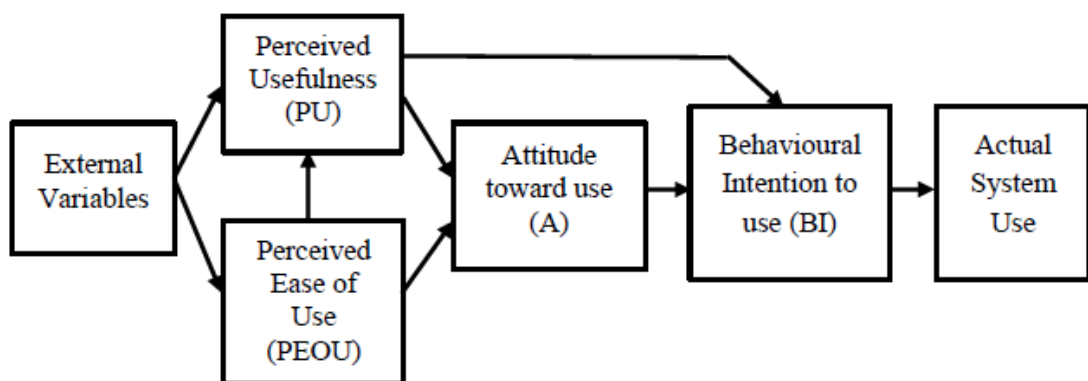 External
Variables
Perceived
Usefulness
(PU)
Perceived
Ease of
Use
(PEOU)
Attitude
toward use
(A)
Behavioural
Intention to
use (BI)
Actual
System
Use